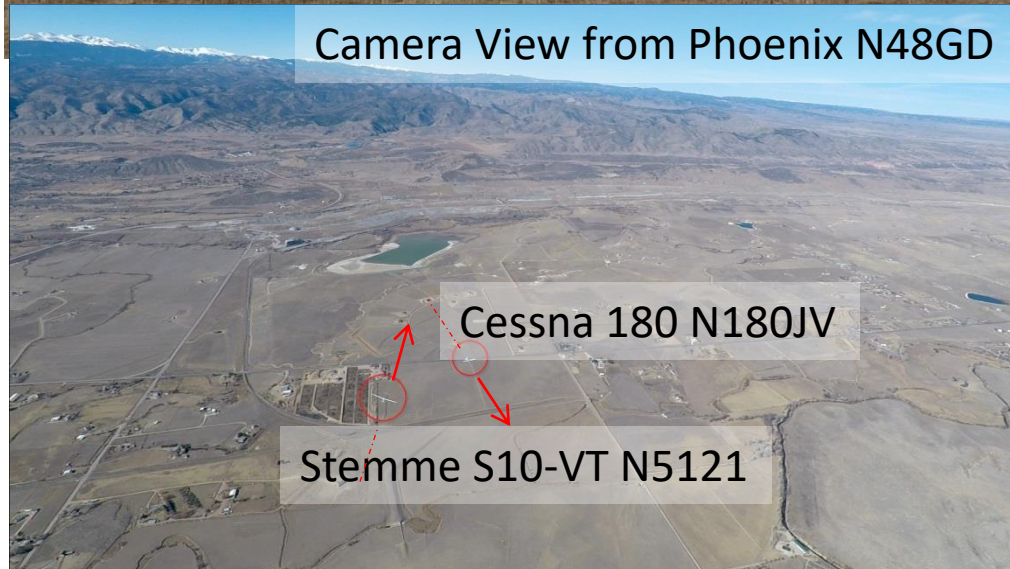 Camera View from Phoenix N48GD
Cessna 180 N180JV
Stemme S10-VT N5121